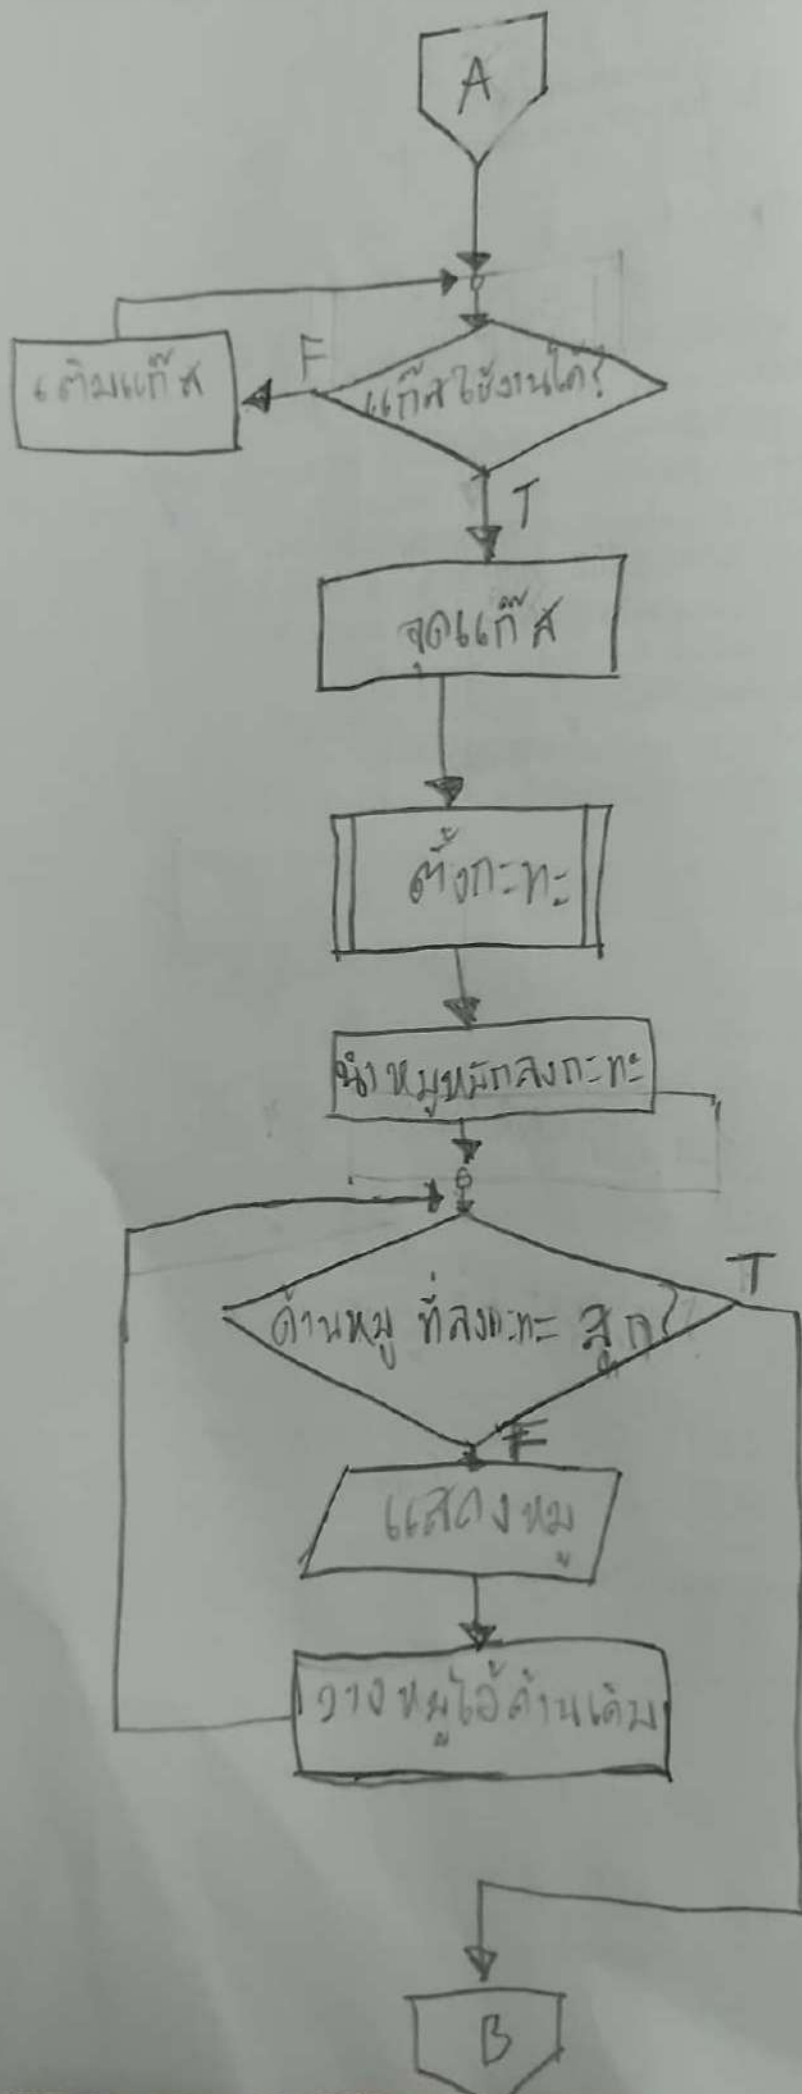 A
แก๊สใช้งานได้?
F
เติมแก๊ส
T
จุดแก๊ส
ตั้งกะทะ
นำหมูหมักลงกะทะ
ด้านหมู ที่ลงกะทะ สุก?
T
F
แสดงหมู
วางหมูไว้ด้านเดิม
B